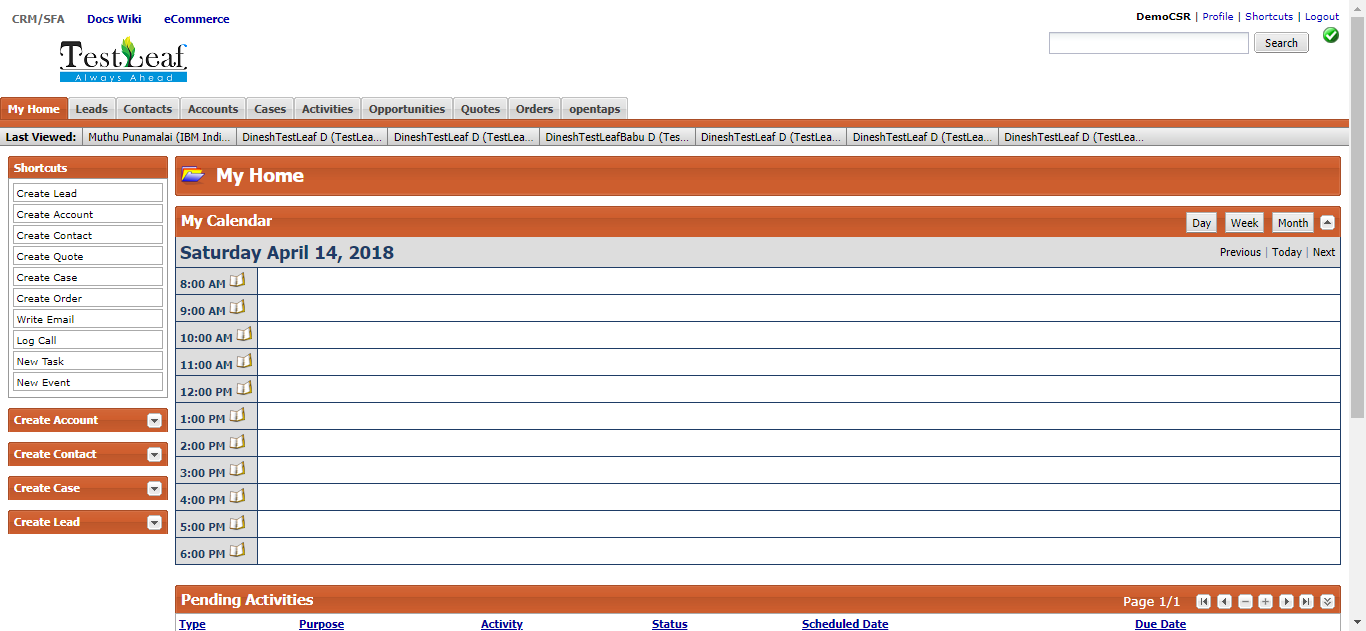 CRM/SFA Docs Wiki eCommerce
DemoCSR | Profile | Shortcuts | Logout
Search
TestLeaf
Always Ahead
My Home Leads Contacts Accounts Cases Activities Opportunities Quotes Orders opentaps
Last Viewed: Muthu Punamalai (IBM Indi... DineshTestLeaf D (TestLea... DineshTestLeaf D (TestLea... DineshTestLeafBabu D (Tes... DineshTestLeaf D (TestLea... DineshTestLeaf D (TestLea... DineshTestLeaf D (TestLea...
Shortcuts
Create Lead
Create Account
Create Contact
Create Quote
Create Case
Create Order
Write Email
Log Call
New Task
New Event
Create Account
Create Contact
Create Case
Create Lead
My Home
My Calendar Day Week Month
Saturday April 14, 2018 Previous | Today | Next
8:00 AM
9:00 AM
10:00 AM
11:00 AM
12:00 PM
1:00 PM
2:00 PM
3:00 PM
4:00 PM
5:00 PM
6:00 PM
Pending Activities Page 1/1
Type Purpose Activity Status Scheduled Date Due Date